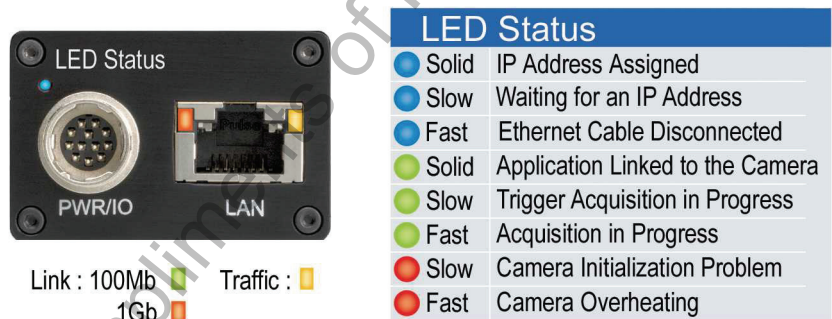 LED Status
PWR/IO
LAN
Pulse
Link : 100Mb
1Gb
Traffic :
LED Status
Solid IP Address Assigned
Slow Waiting for an IP Address
Fast Ethernet Cable Disconnected
Solid Application Linked to the Camera
Slow Trigger Acquisition in Progress
Fast Acquisition in Progress
Slow Camera Initialization Problem
Fast Camera Overheating